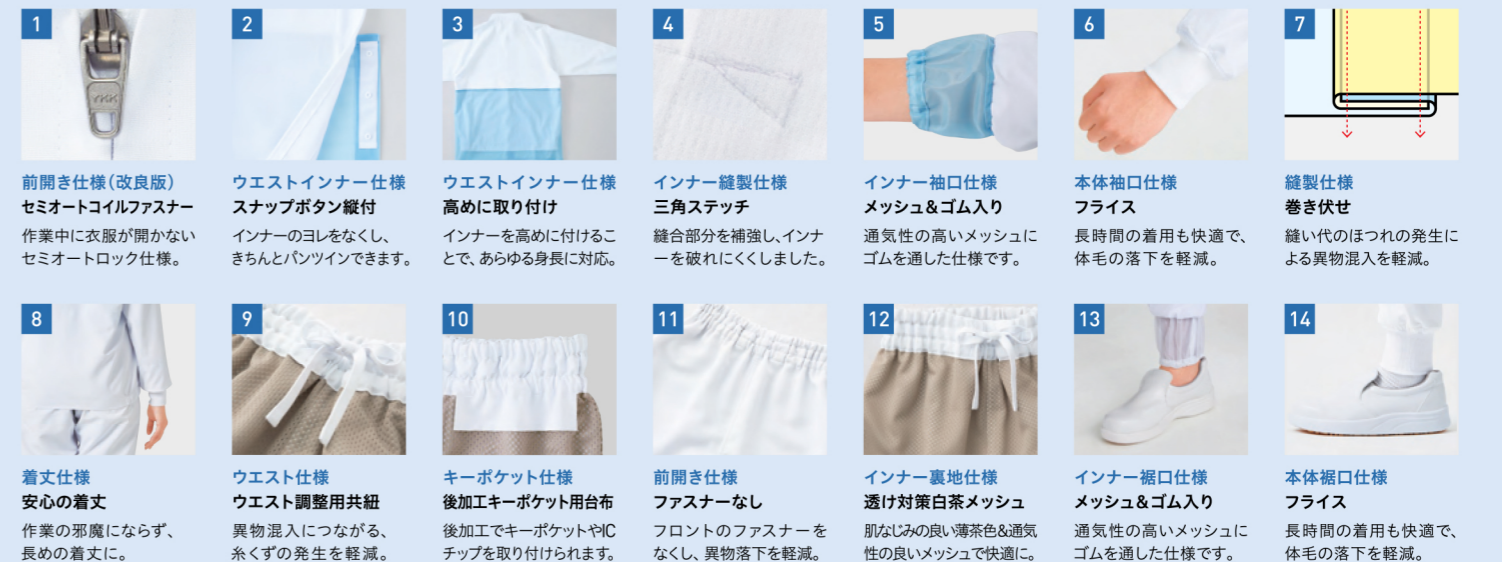 1
YKK
前開き仕様(改良版)
セミオートコイルファスナー
作業中に衣服が開かない
セミオートロック仕様。
2
ウエストインナー仕様
スナップボタン縦付
インナーのヨレをなくし、
きちんとパンツインできます。
3
ウエストインナー仕様
高めに取り付け
インナーを高めに付けるこ
とで、あらゆる身長に対応。
4
インナー縫製仕様
三角ステッチ
縫合部分を補強し、インナ
ーを破れにくくしました。
5
インナー袖口仕様
メッシュ&ゴム入り
通気性の高いメッシュに
ゴムを通した仕様です。
6
本体袖口仕様
フライス
長時間の着用も快適で、
体毛の落下を軽減。
7
縫製仕様
巻き伏せ
縫い代のほつれの発生に
よる異物混入を軽減。
8
着丈仕様
安心の着丈
作業の邪魔にならず、
長めの着丈に。
9
ウエスト仕様
ウエスト調整用共紐
異物混入につながる、
糸くずの発生を軽減。
10
キーポケット仕様
後加工キーポケット用台布
後加工でキーポケットやIC
チップを取り付けられます。
11
前開き仕様
ファスナーなし
フロントのファスナーを
なくし、異物落下を軽減。
12
インナー裏地仕様
透け対策白茶メッシュ
肌なじみの良い薄茶色&通気
性の良いメッシュで快適に。
13
インナー裾口仕様
メッシュ&ゴム入り
通気性の高いメッシュに
ゴムを通した仕様です。
14
本体裾口仕様
フライス
長時間の着用も快適で、
体毛の落下を軽減。